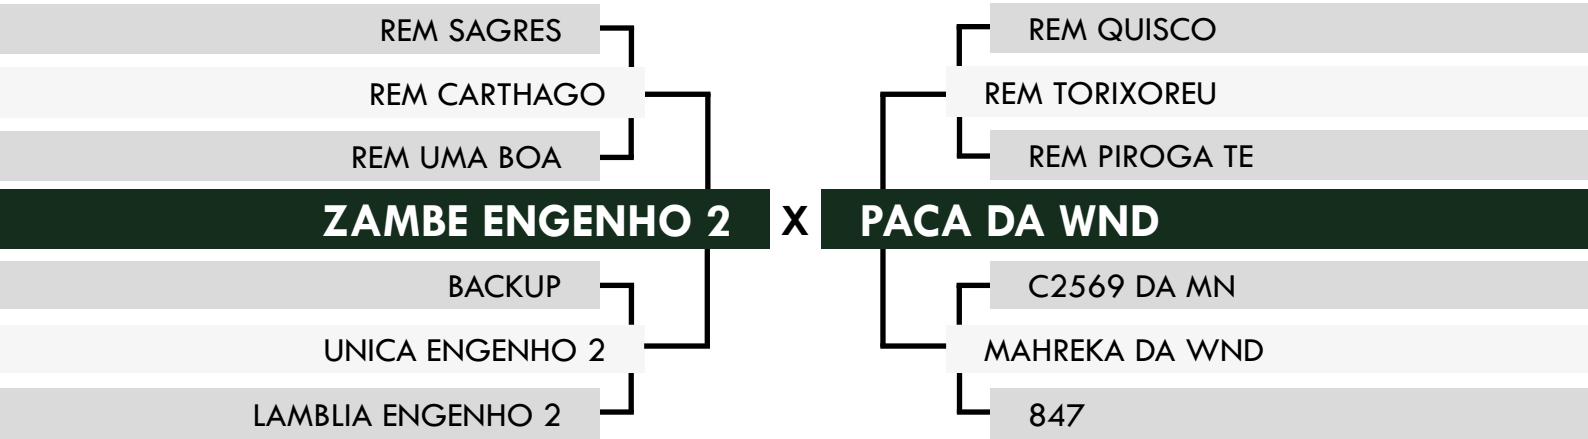 REM SAGRES
REM CARTHAGO
REM UMA BOA
ZAMBE ENGENHO 2 X PACA DA WND
BACKUP
UNICA ENGENHO 2
LAMBLIA ENGENHO 2
REM QUISCO
REM TORIXOREU
REM PIROGA TE
C2569 DA MN
MAHREKA DA WND
847